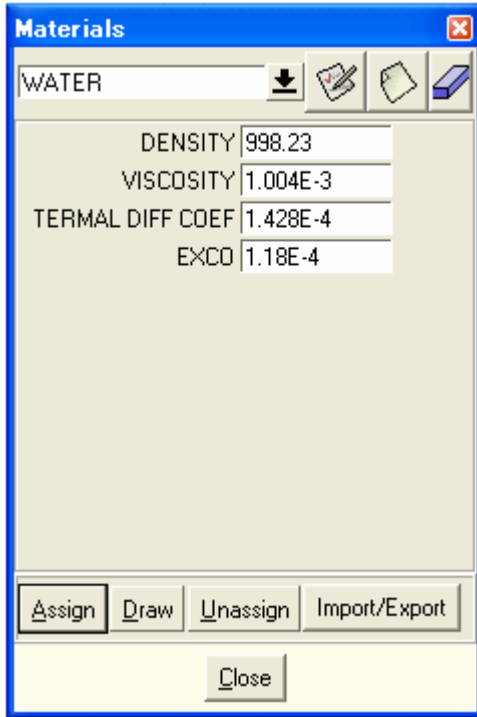 Materials
WATER
DENSITY 998.23
VISCOSITY 1.004E-3
TERMAL DIFF COEF 1.428E-4
EXCO 1.18E-4
Assign Draw Unassign Import/Export
Close